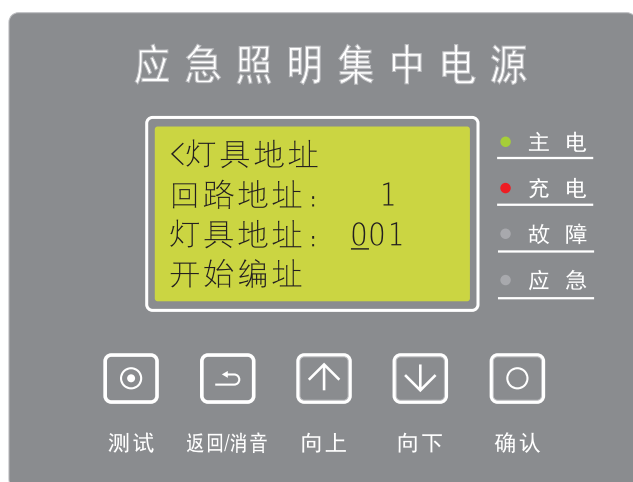 应急照明集中电源
<灯具地址
回路地址: 1
灯具地址: 001
开始编址
主电
充电
故障
应急
测试 返回/消音 向上 向下 确认